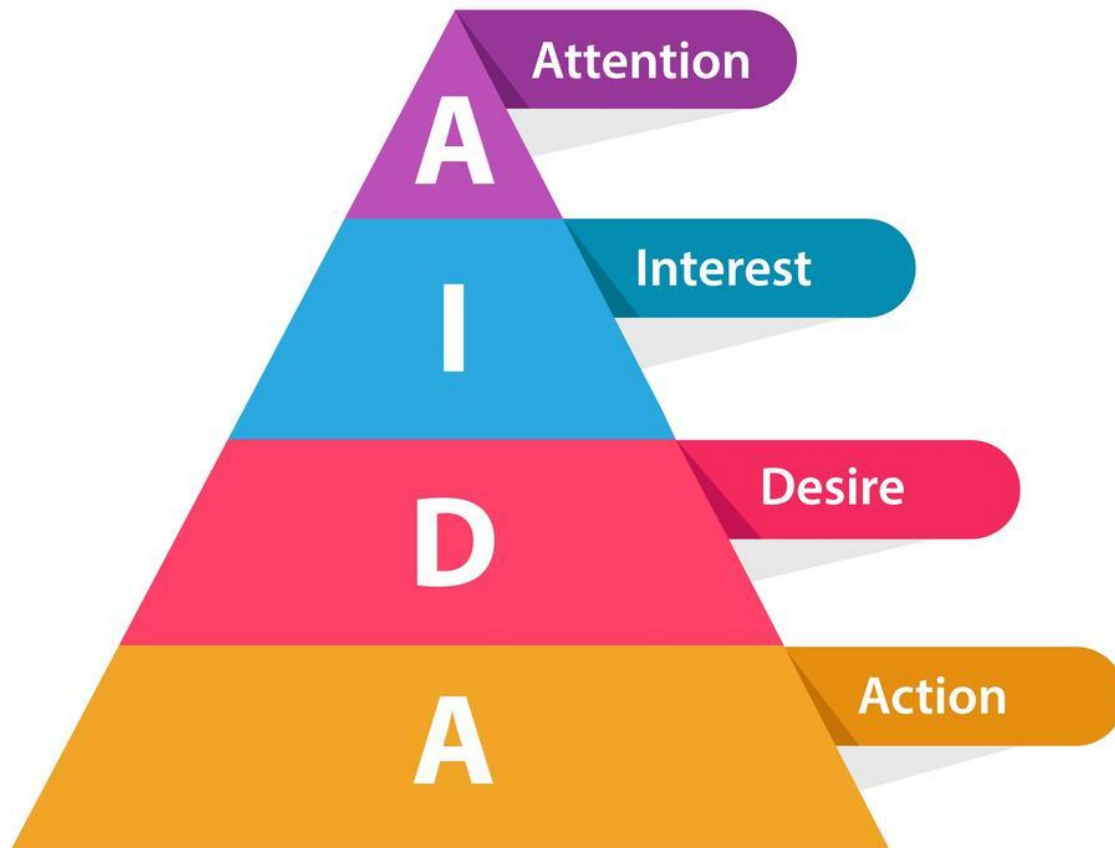 A
Attention
I
Interest
D
Desire
A
Action